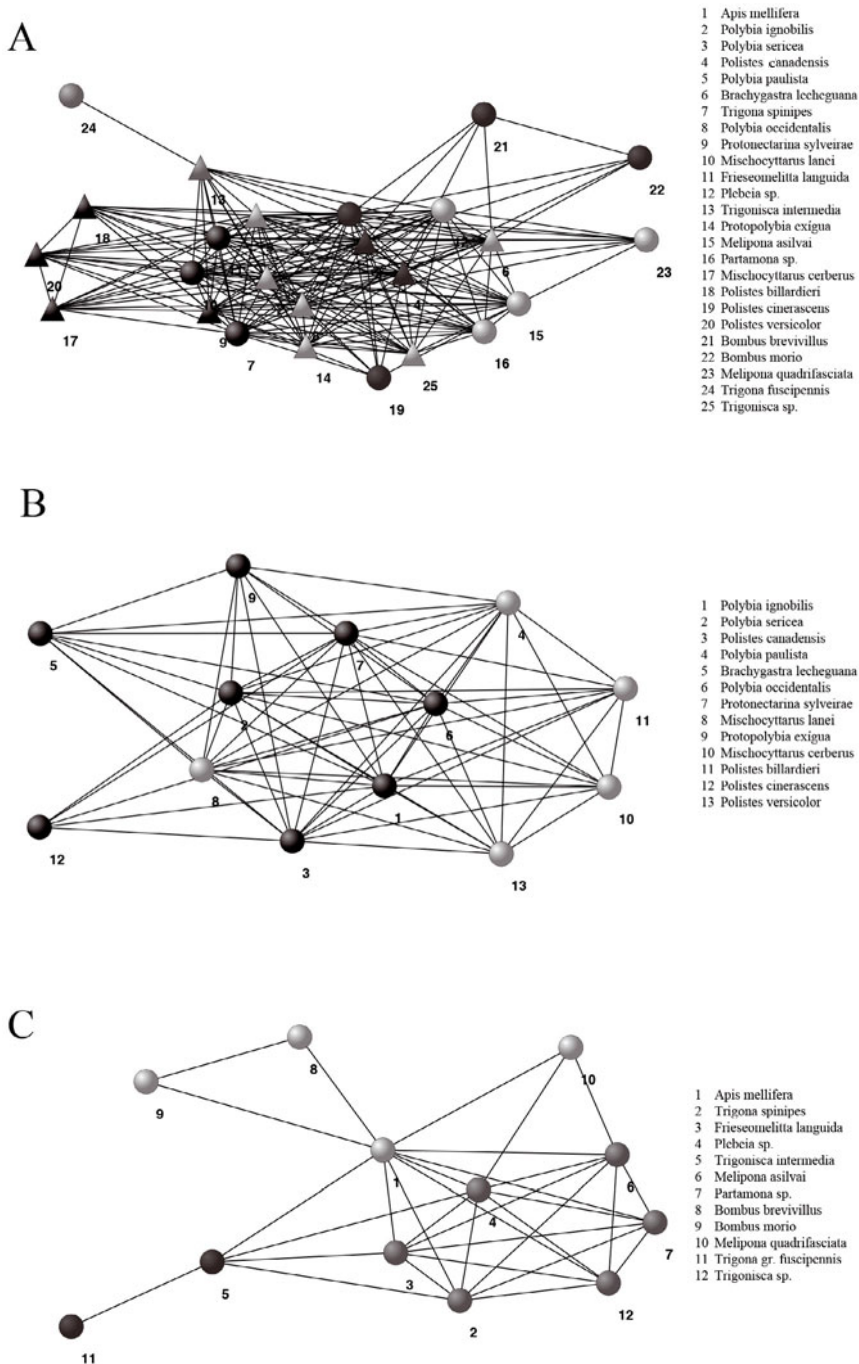 A
1 Apis mellifera
2 Polybia ignobilis
3 Polybia sericea
4 Polistes canadensis
5 Polybia paulista
6 Brachygastra lecheguana
7 Trigona spinipes
8 Polybia occidentalis
9 Protonectarina sylveirae
10 Mischocyttarus lanei
11 Frieseomelitta languida
12 Plebeia sp.
13 Trigonisca intermedia
14 Protopolybia exígua
15 Melipona asilvai
16 Partamona sp.
17 Mischocyttarus cerberus
18 Polistes billardieri
19 Polistes cinerascens
20 Polistes versicolor
21 Bombus brevivillus
22 Bombus morio
23 Melipona quadrifasciata
24 Trigona fuscipennis
25 Trigonisca sp.
24
21
22
13
18
6
23
20
4
17
9
15
7
14
16
25
19
B
1 Polybia ignobilis
2 Polybia sericea
3 Polistes canadensis
4 Polybia paulista
5 Brachygastra lecheguana
6 Polybia occidentalis
7 Protonectarina sylveirae
8 Mischocyttarus lanei
9 Protopolybia exígua
10 Mischocyttarus cerberus
11 Polistes billardieri
12 Polistes cinerascens
13 Polistes versicolor
9
4
5
7
11
2
6
8
1
10
12
3
13
C
1 Apis mellifera
2 Trigona spinipes
3 Frieseomelitta languida
4 Plebeia sp.
5 Trigonisca intermedia
6 Melipona asilvai
7 Partamona sp.
8 Bombus brevivillus
9 Bombus morio
10 Melipona quadrifasciata
11 Trigona gr. fuscipennis
12 Trigonisca sp.
8
10
9
1
6
4
7
3
5
12
2
11